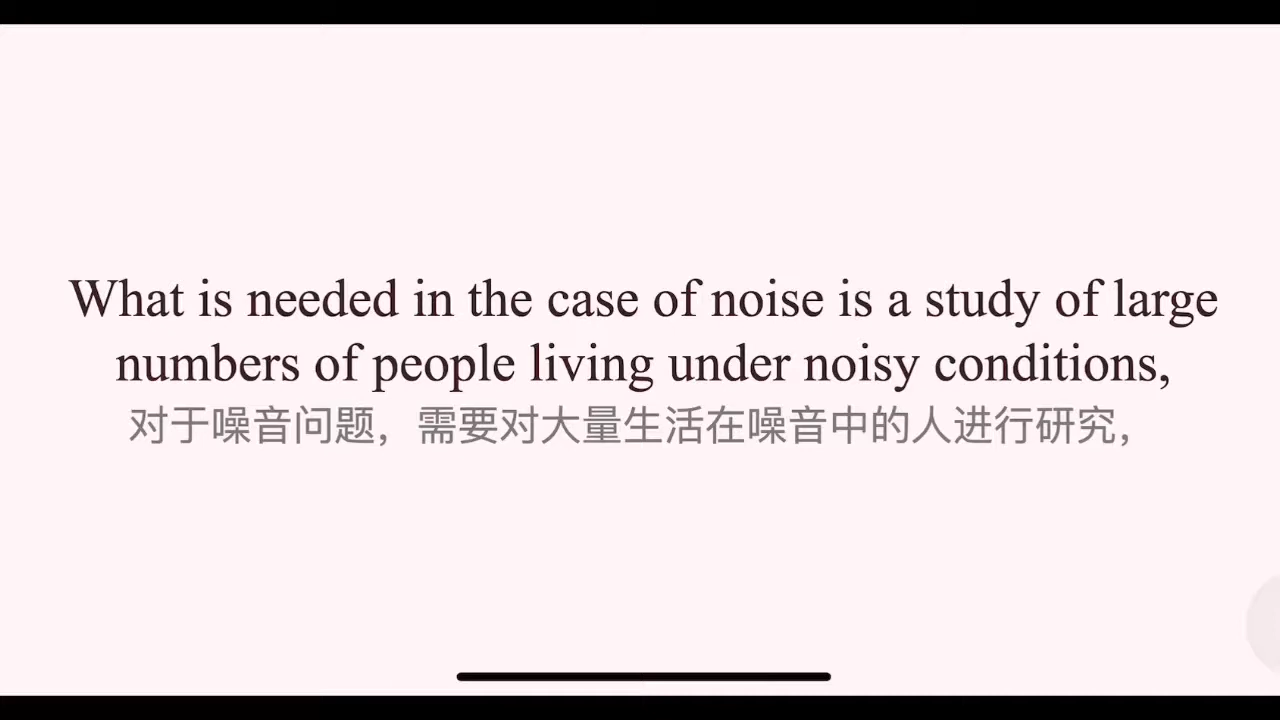 What is needed in the case of noise is a study of large
numbers of people living under noisy conditions,
对于噪音问题，需要对大量生活在噪音中的人进行研究，